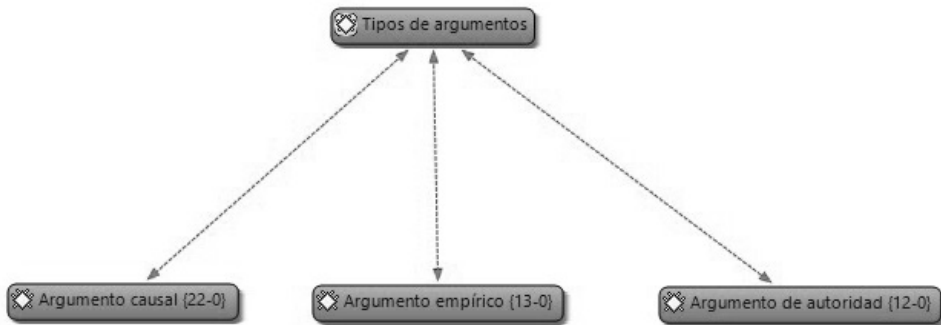 Tipos de argumentos
Argumento causal {22-0}
Argumento empírico {13-0}
Argumento de autoridad {12-0}